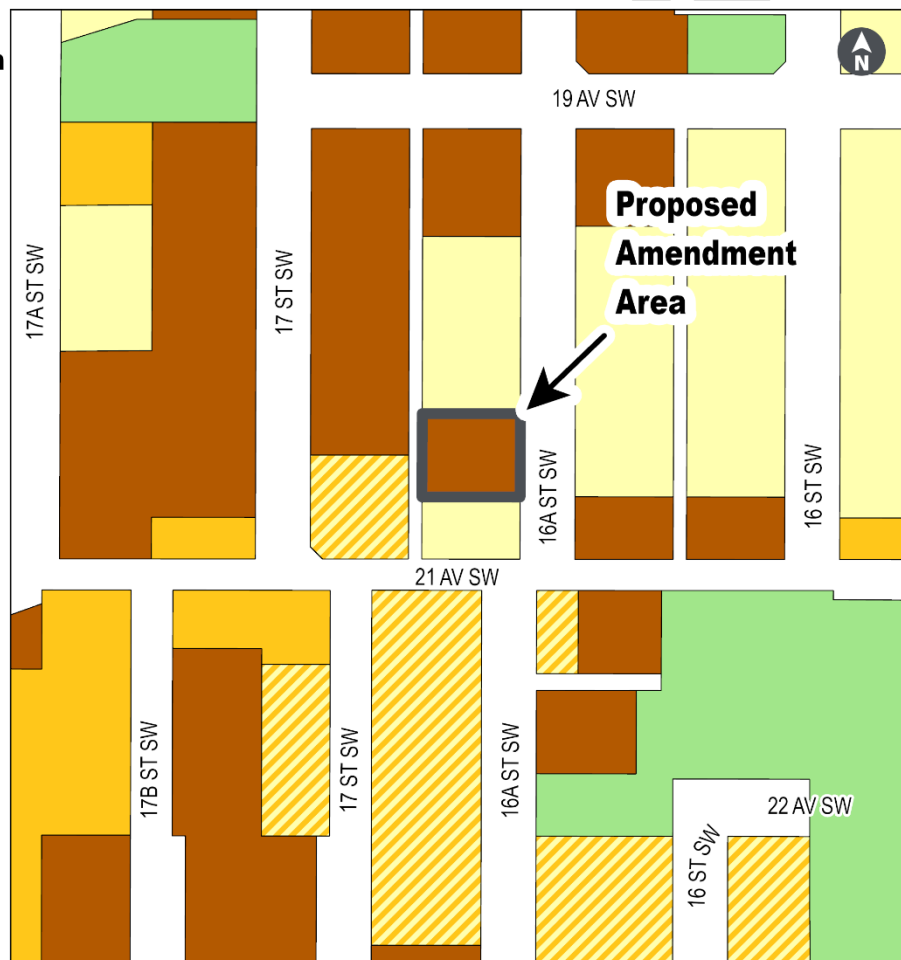 n
N
19 AV SW
Proposed
Amendment
Area
17A ST SW
17 ST SW
16A ST SW
16 ST SW
21 AV SW
17B ST SW
17 ST SW
16A ST SW
22 AV SW
16 ST SW